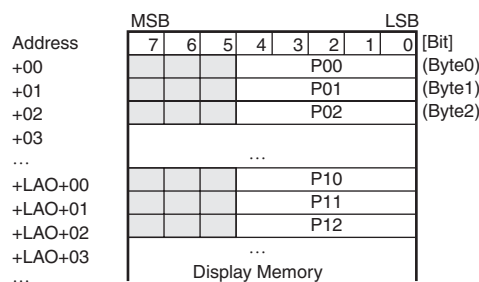 MSB LSB
Address 7 6 5 4 3 2 1 0 [Bit]
+00 P00 (Byte0)
+01 P01 (Byte1)
+02 P02 (Byte2)
+03
… …
+LAO+00 P10
+LAO+01 P11
+LAO+02 P12
+LAO+03 …
… Display Memory